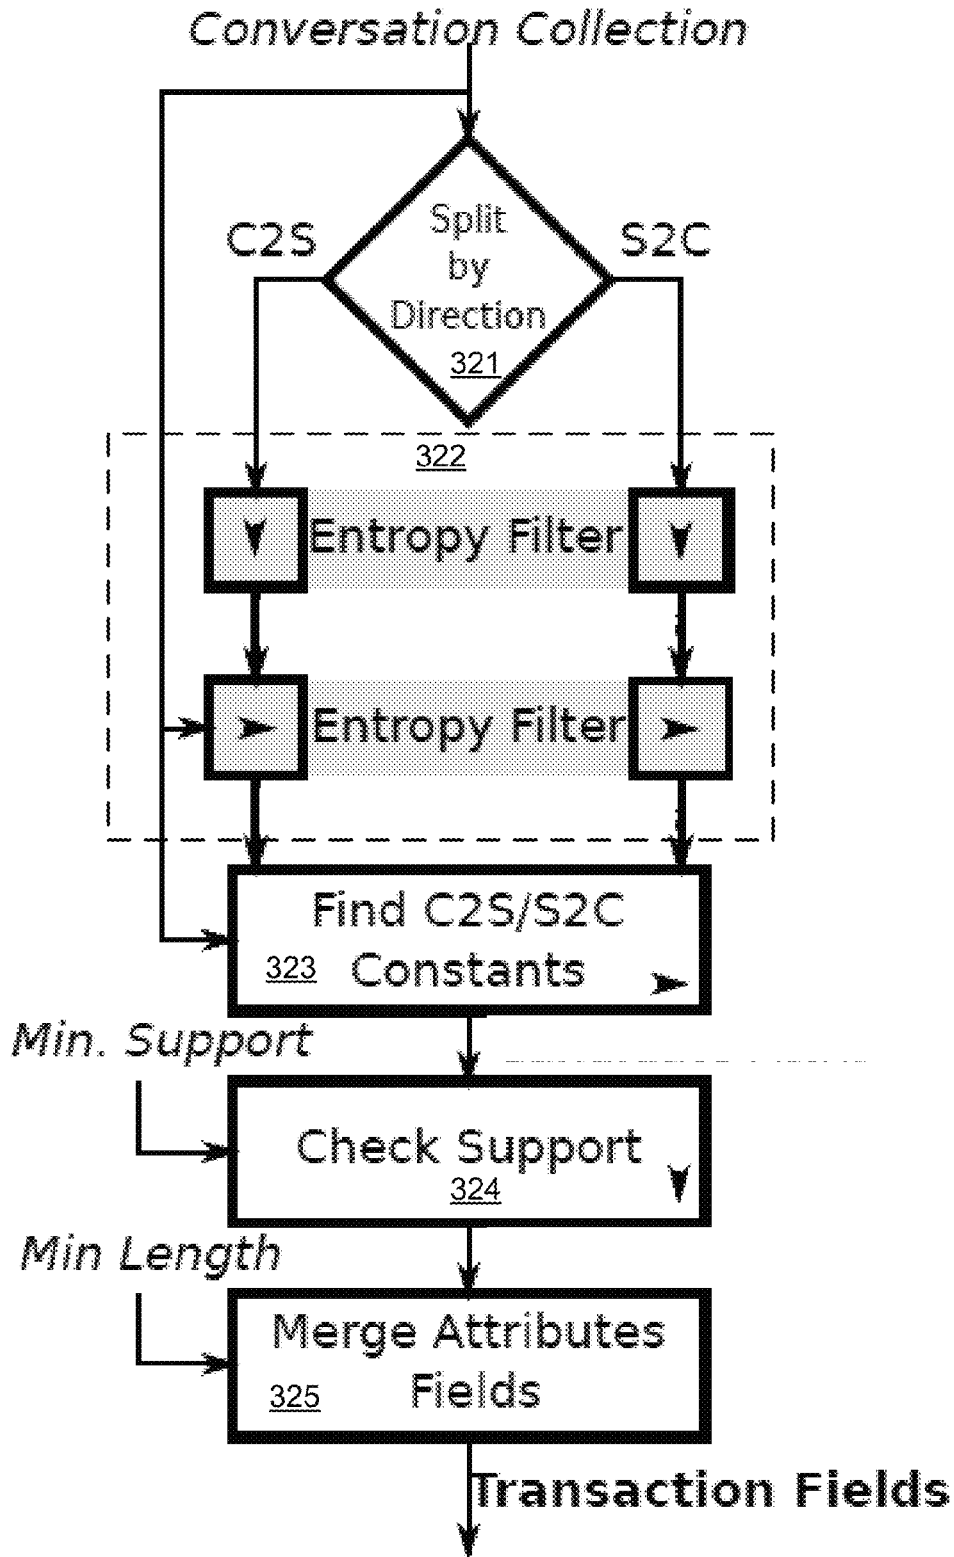 Conversation Collection
C2S
S2C
Split
by
Direction
321
322
Entropy Filter
Entropy Filter
Find C2S/S2C
323 Constants
Min. Support
Check Support
324
Min Length
Merge Attributes
325 Fields
Transaction Fields